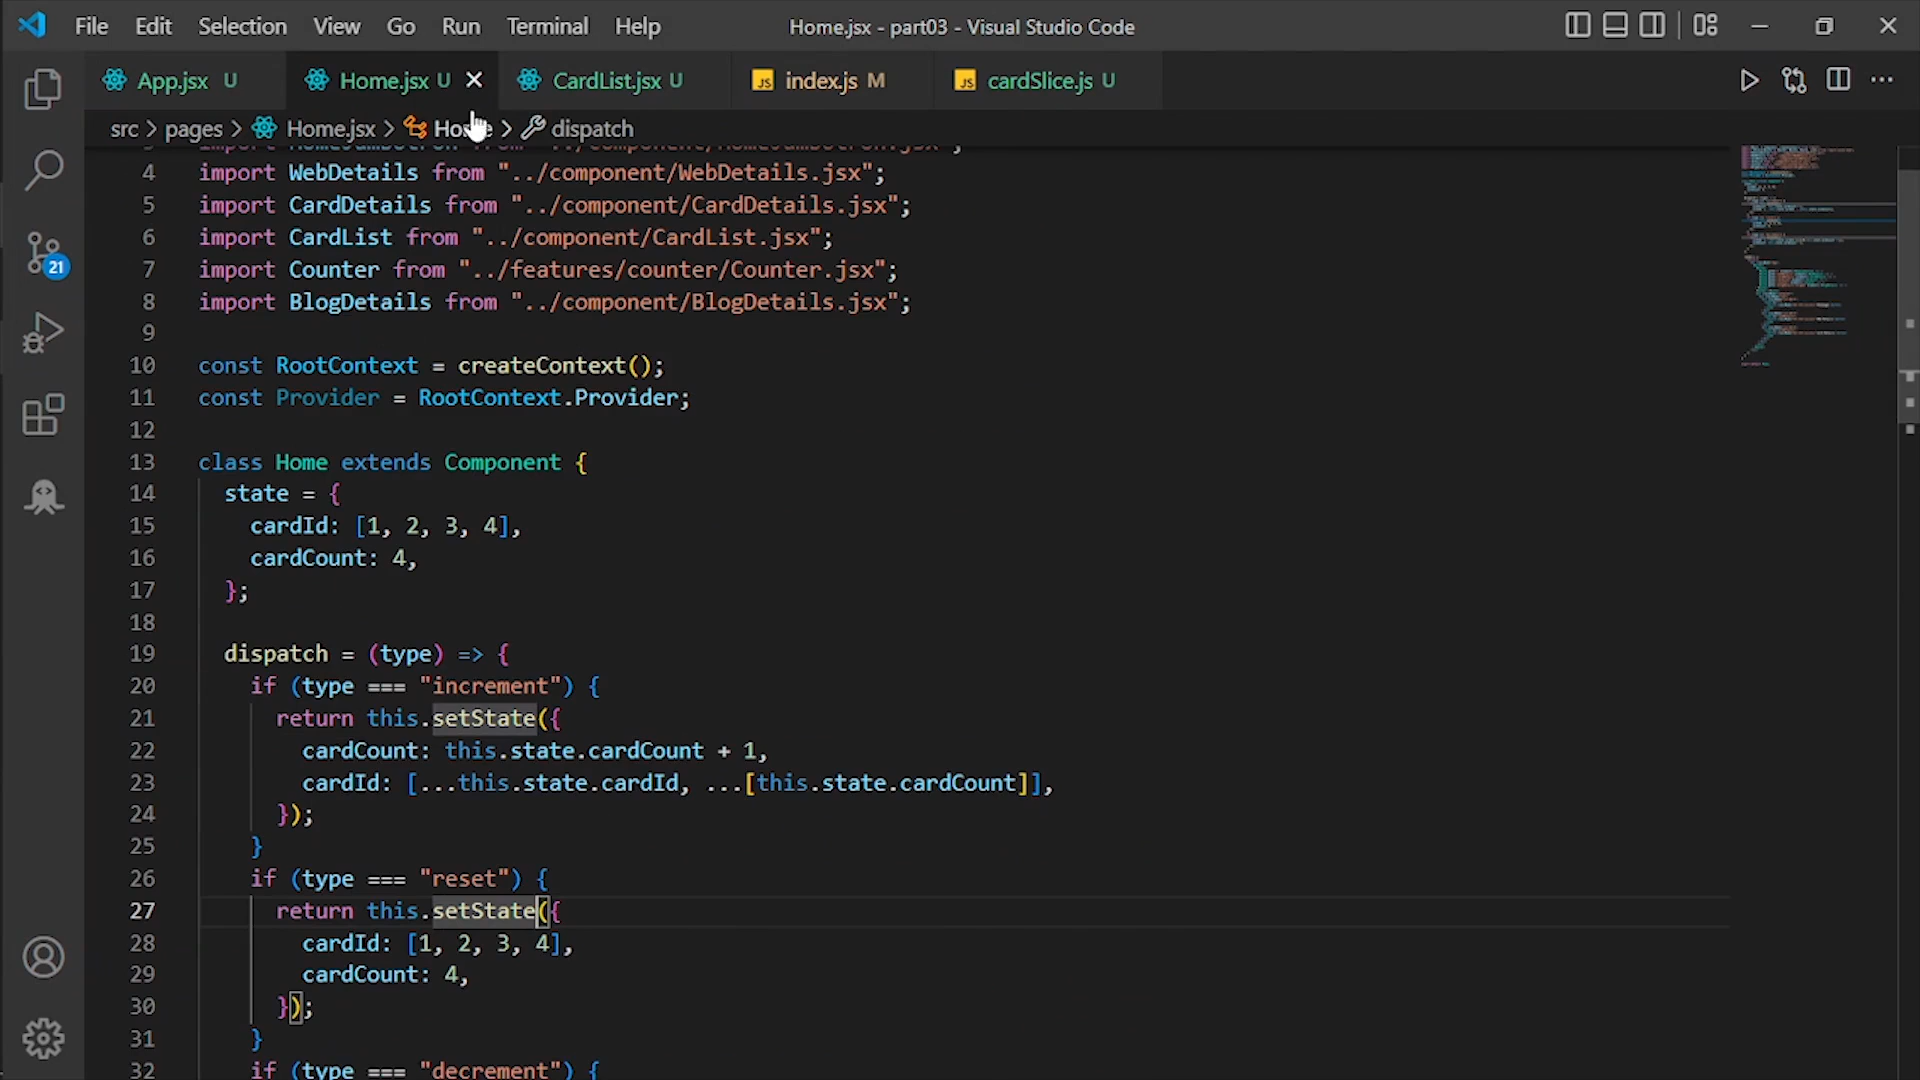 File Edit Selection View Go Run Terminal Help Home.jsx - part03 - Visual Studio Code
App.jsx U Home.jsx U CardList.jsx U JS index.js M JS cardSlice.js U
src > pages > Home.jsx > Home > dispatch
4 import WebDetails from "../component/WebDetails.jsx";
5 import CardDetails from "../component/CardDetails.jsx";
6 import CardList from "../component/CardList.jsx";
7 import Counter from "../features/counter/Counter.jsx";
8 import BlogDetails from "../component/BlogDetails.jsx";
9
10 const RootContext = createContext();
11 const Provider = RootContext.Provider;
12
13 class Home extends Component {
14 state = {
15 cardId: [1, 2, 3, 4],
16 cardCount: 4,
17 };
18
19 dispatch = (type) => {
20 if (type === "increment") {
21 return this.setState({
22 cardCount: this.state.cardCount + 1,
23 cardId: [...this.state.cardId, ...[this.state.cardCount]],
24 });
25 }
26 if (type === "reset") {
27 return this.setState({
28 cardId: [1, 2, 3, 4],
29 cardCount: 4,
30 });
31 }
32 if (type === "decrement") {
21